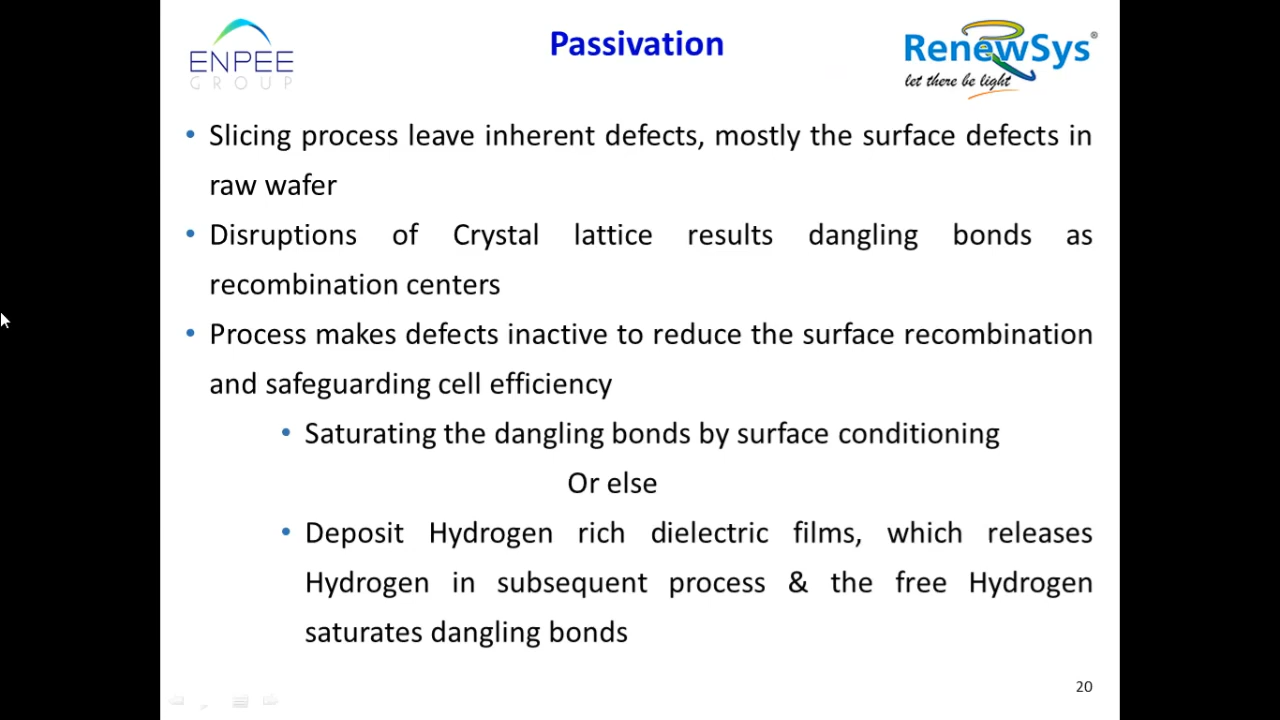 ENPEE
GROUP
Passivation
RenewSys®
let there be light
• Slicing process leave inherent defects, mostly the surface defects in
raw wafer
• Disruptions of Crystal lattice results dangling bonds as
recombination centers
• Process makes defects inactive to reduce the surface recombination
and safeguarding cell efficiency
• Saturating the dangling bonds by surface conditioning
Or else
• Deposit Hydrogen rich dielectric films, which releases
Hydrogen in subsequent process & the free Hydrogen
saturates dangling bonds
20